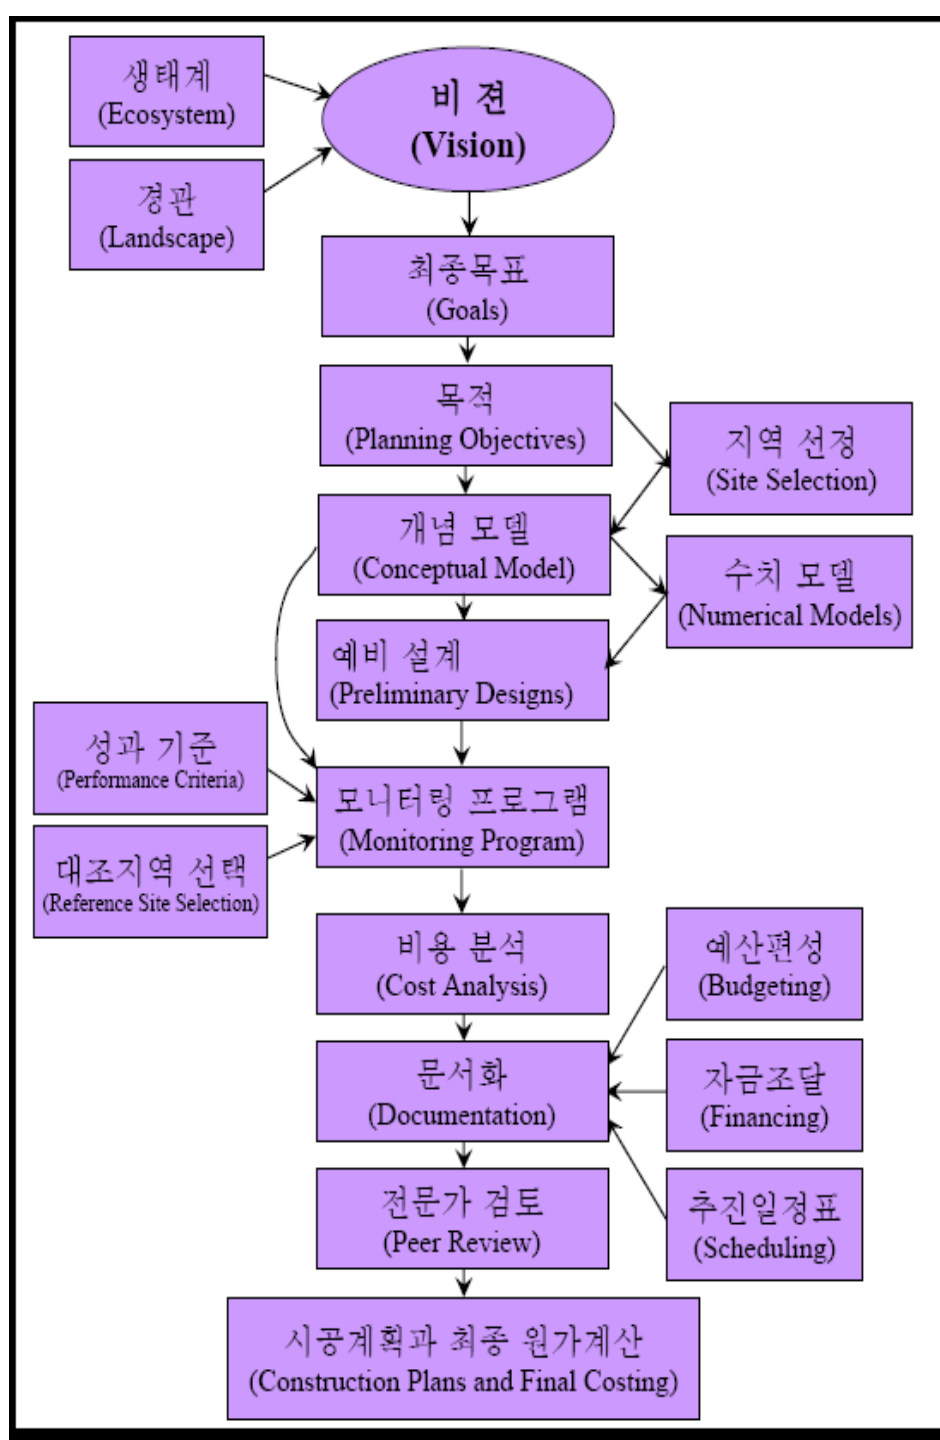 생태계
(Ecosystem)
비 젼
(Vision)
경관
(Landscape)
최종목표
(Goals)
목적
(Planning Objectives)
지역 선정
(Site Selection)
개념 모델
(Conceptual Model)
수치 모델
(Numerical Models)
예비 설계
(Preliminary Designs)
성과 기준
(Performance Criteria)
모니터링 프로그램
(Monitoring Program)
대조지역 선택
(Reference Site Selection)
비용 분석
(Cost Analysis)
예산편성
(Budgeting)
문서화
(Documentation)
자금조달
(Financing)
전문가 검토
(Peer Review)
추진일정표
(Scheduling)
시공계획과 최종 원가계산
(Construction Plans and Final Costing)